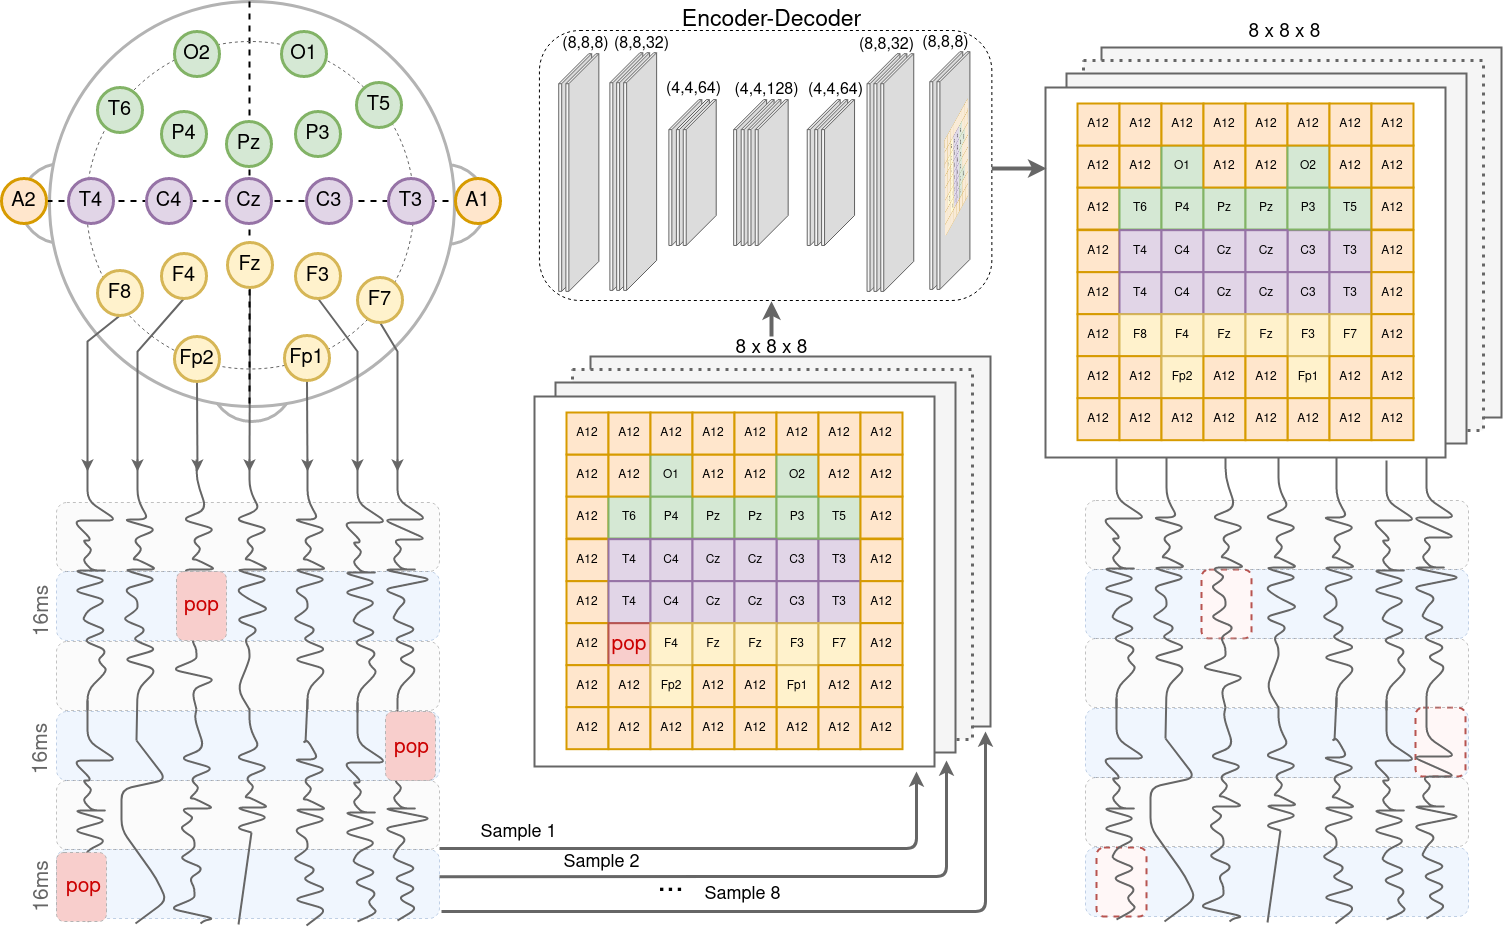 O2 O1
T6 T5
P4 Pz P3
A2 T4 C4 Cz C3 T3 A1
F8 F4 Fz F3 F7
Fp2 Fp1
16ms
pop
16ms
pop
16ms
pop
Encoder-Decoder
(8,8,8) (8,8,32) (8,8,32) (8,8,8)
(4,4,64) (4,4,128) (4,4,64)
8 x 8 x 8
A12 A12 A12 A12 A12 A12 A12 A12
A12 A12 O1 A12 A12 O2 A12 A12
A12 T6 P4 Pz Pz P3 T5 A12
A12 T4 C4 Cz Cz C3 T3 A12
A12 T4 C4 Cz Cz C3 T3 A12
A12 pop F4 Fz Fz F3 F7 A12
A12 A12 Fp2 A12 A12 Fp1 A12 A12
A12 A12 A12 A12 A12 A12 A12 A12
Sample 1
Sample 2
...
Sample 8
8 x 8 x 8
A12 A12 A12 A12 A12 A12 A12 A12
A12 A12 O1 A12 A12 O2 A12 A12
A12 T6 P4 Pz Pz P3 T5 A12
A12 T4 C4 Cz Cz C3 T3 A12
A12 T4 C4 Cz Cz C3 T3 A12
A12 F8 F4 Fz Fz F3 F7 A12
A12 A12 Fp2 A12 A12 Fp1 A12 A12
A12 A12 A12 A12 A12 A12 A12 A12